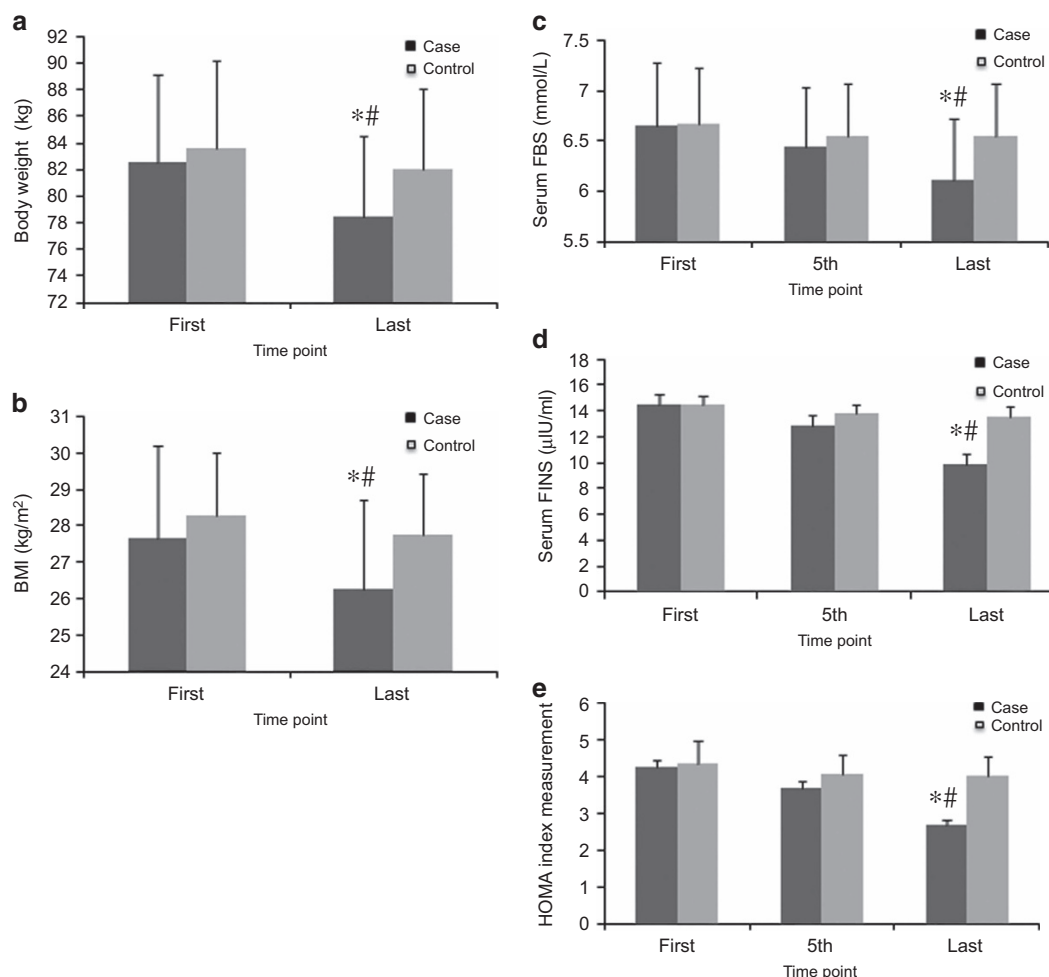 a
92
90
88
86
84
82
80
78
76
74
72
Body weight (kg)
Case
Control
*#
First
Last
Time point
b
31
30
29
28
27
26
25
24
BMI (kg/m²)
Case
Control
*#
First
Last
Time point
c
7.5
7
6.5
6
5.5
Serum FBS (mmol/L)
Case
Control
*#
First
5th
Last
Time point
d
18
16
14
12
10
8
6
4
2
0
Serum FINS (μIU/ml)
Case
Control
*#
First
5th
Last
Time point
e
6
5
4
3
2
1
0
HOMA index measurement
Case
Control
*#
First
5th
Last
Time point